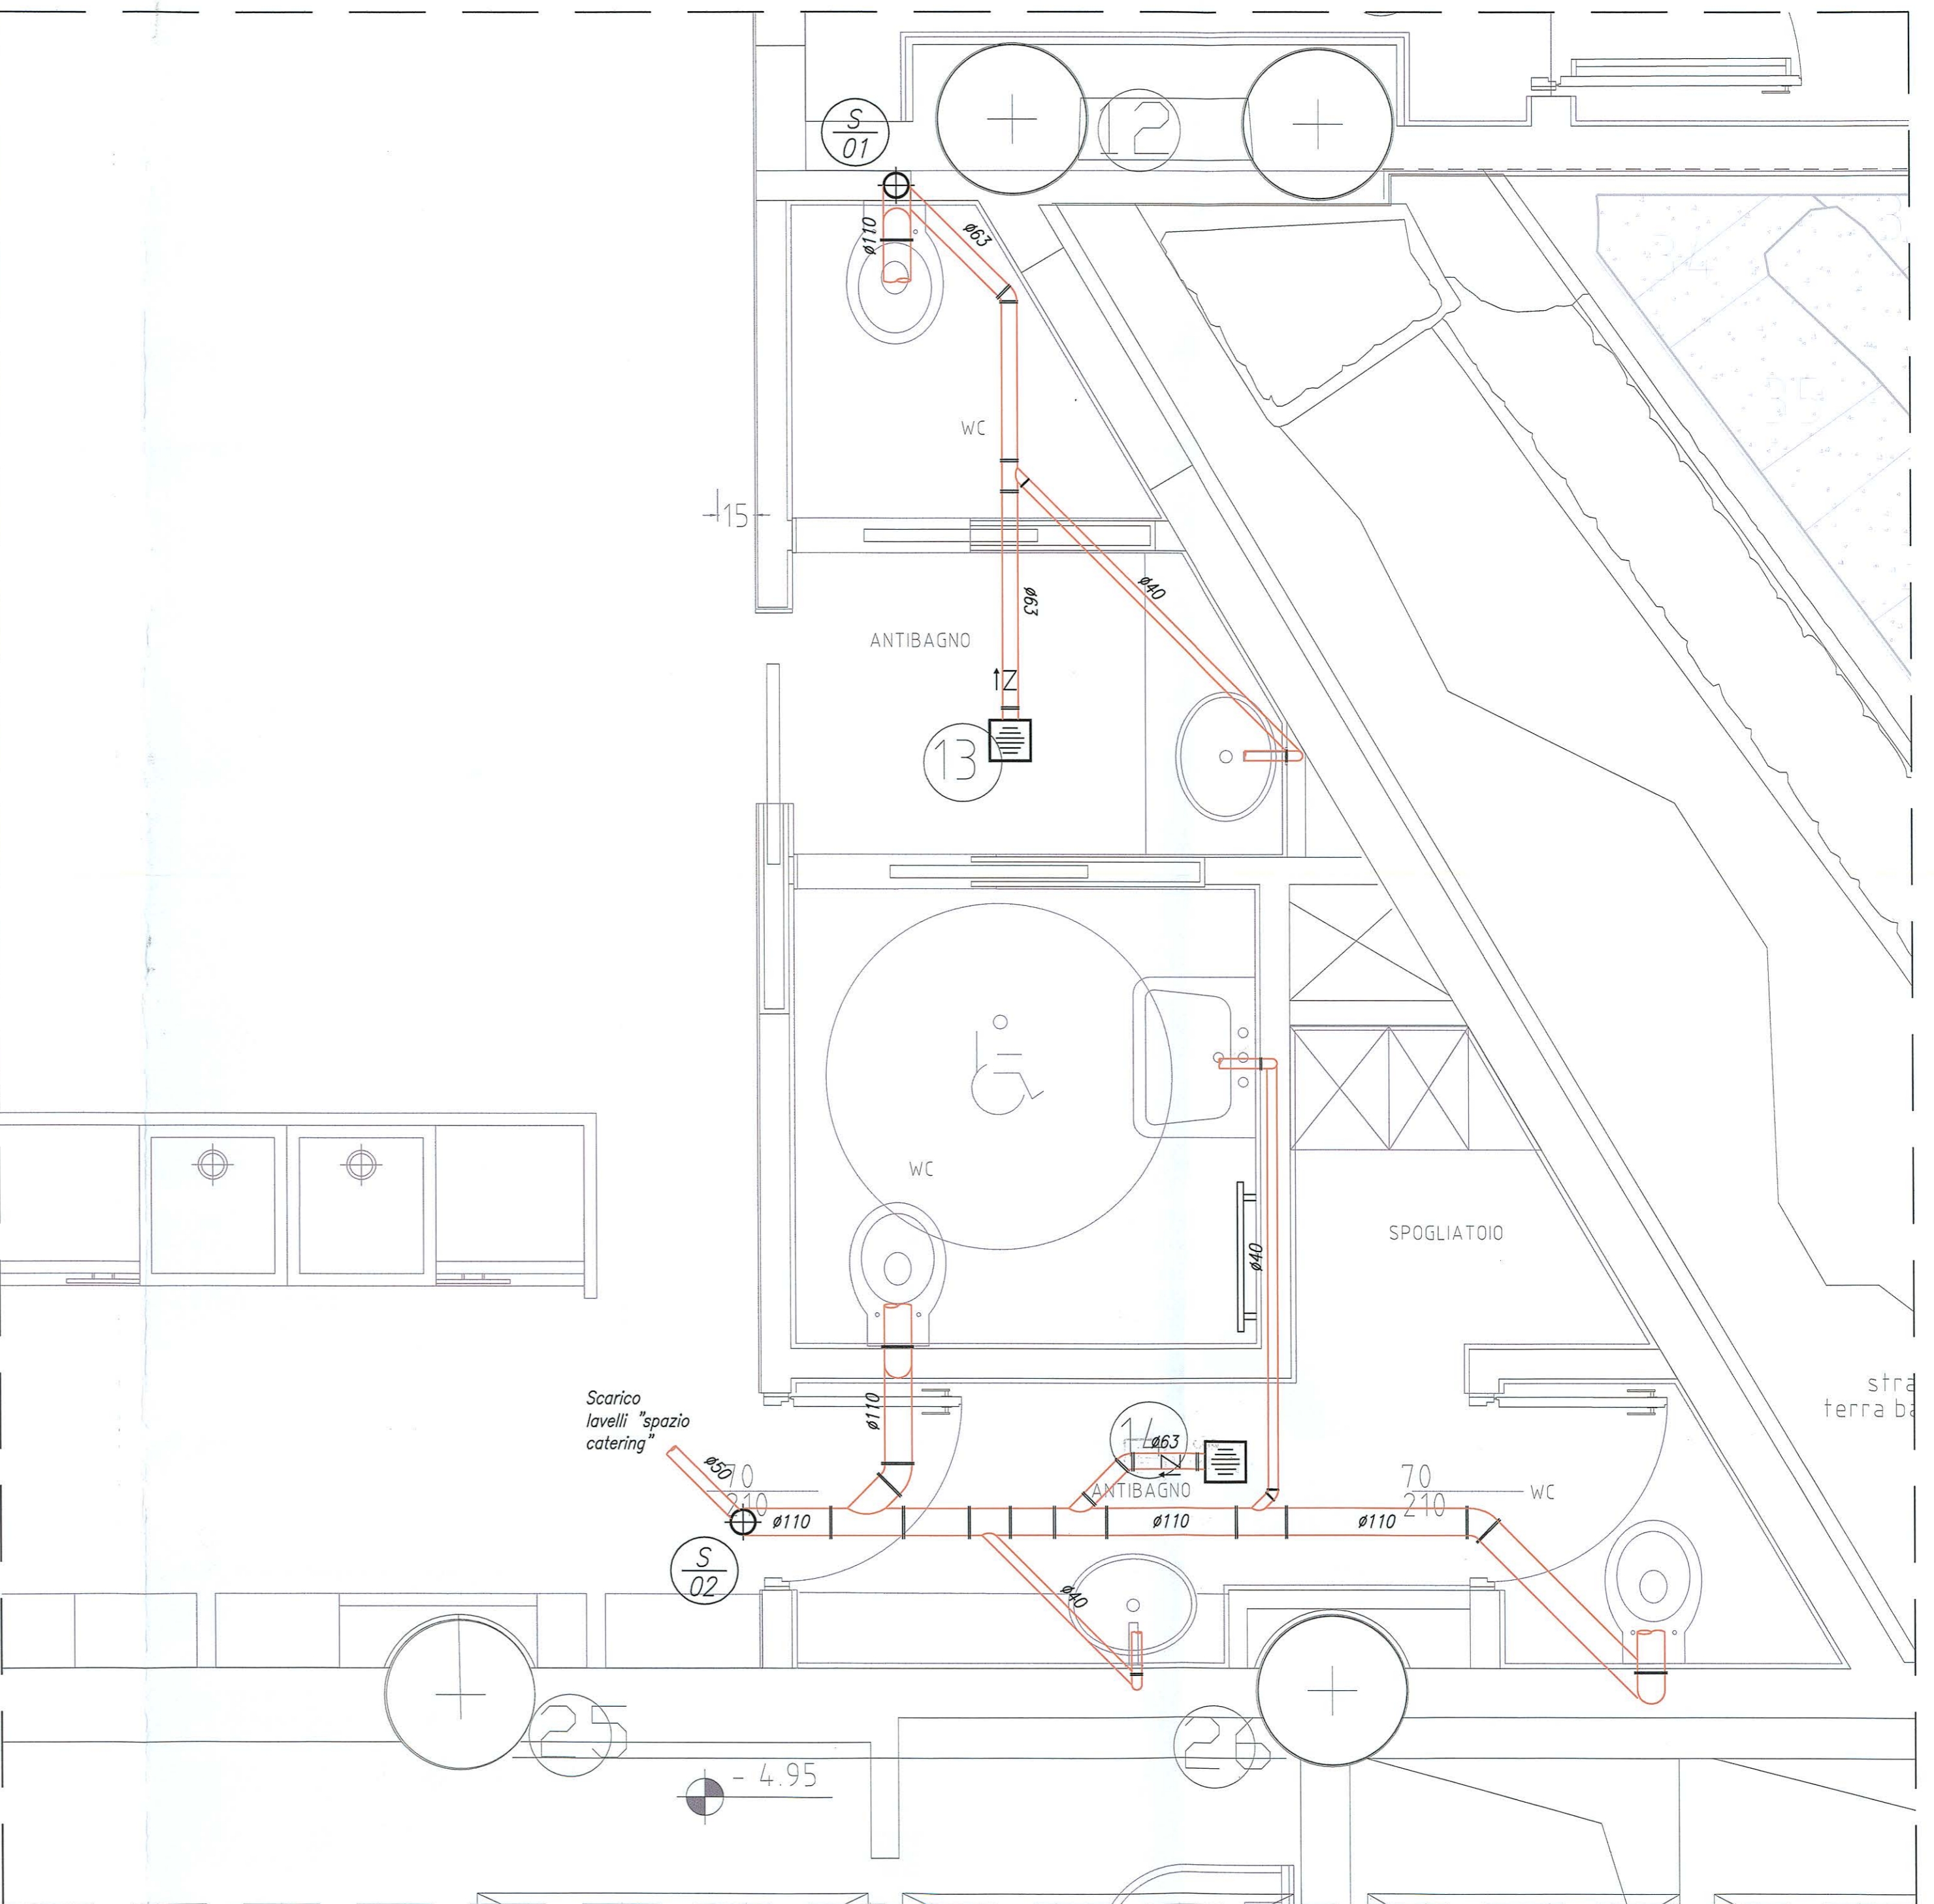 S
01
12
ø110
ø63
WC
15
ø40
ø63
ANTIBAGNO
Z
13
WC
SPOGLIATOIO
ø40
Scarico
lavelli "spazio
catering"
ø110
14
ø63
Z
ø50
70
210
ANTIBAGNO
70
210
WC
stra
terra ba
ø110
ø110
ø110
S
02
ø40
25
26
- 4.95